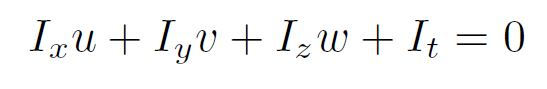 I_x u + I_y v + I_z w + I_t = 0